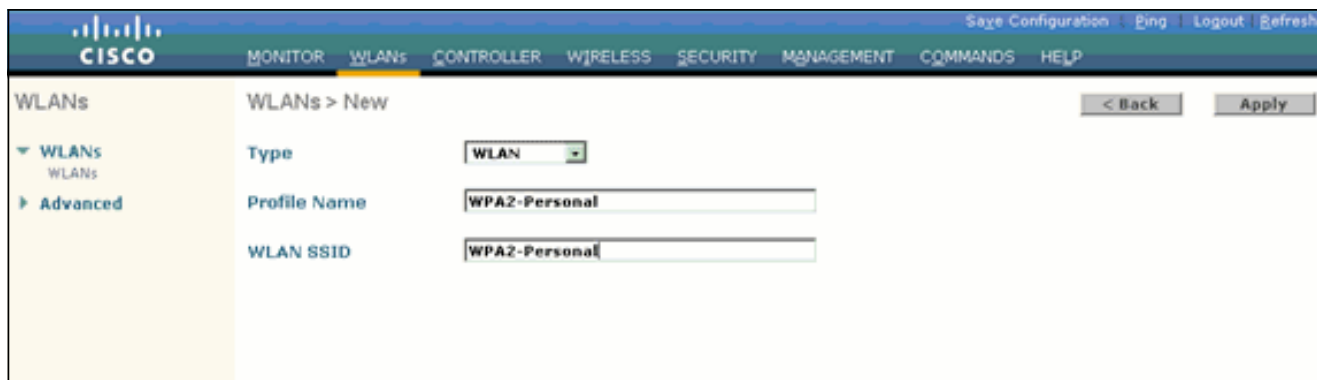 Save Configuration | Ping | Logout | Refresh
CISCO
MONITOR WLANs CONTROLLER WIRELESS SECURITY MANAGEMENT COMMANDS HELP
WLANs
WLANs > New
< Back
Apply
WLANs
WLANs
Advanced
Type WLAN
Profile Name WPA2-Personal
WLAN SSID WPA2-Personal